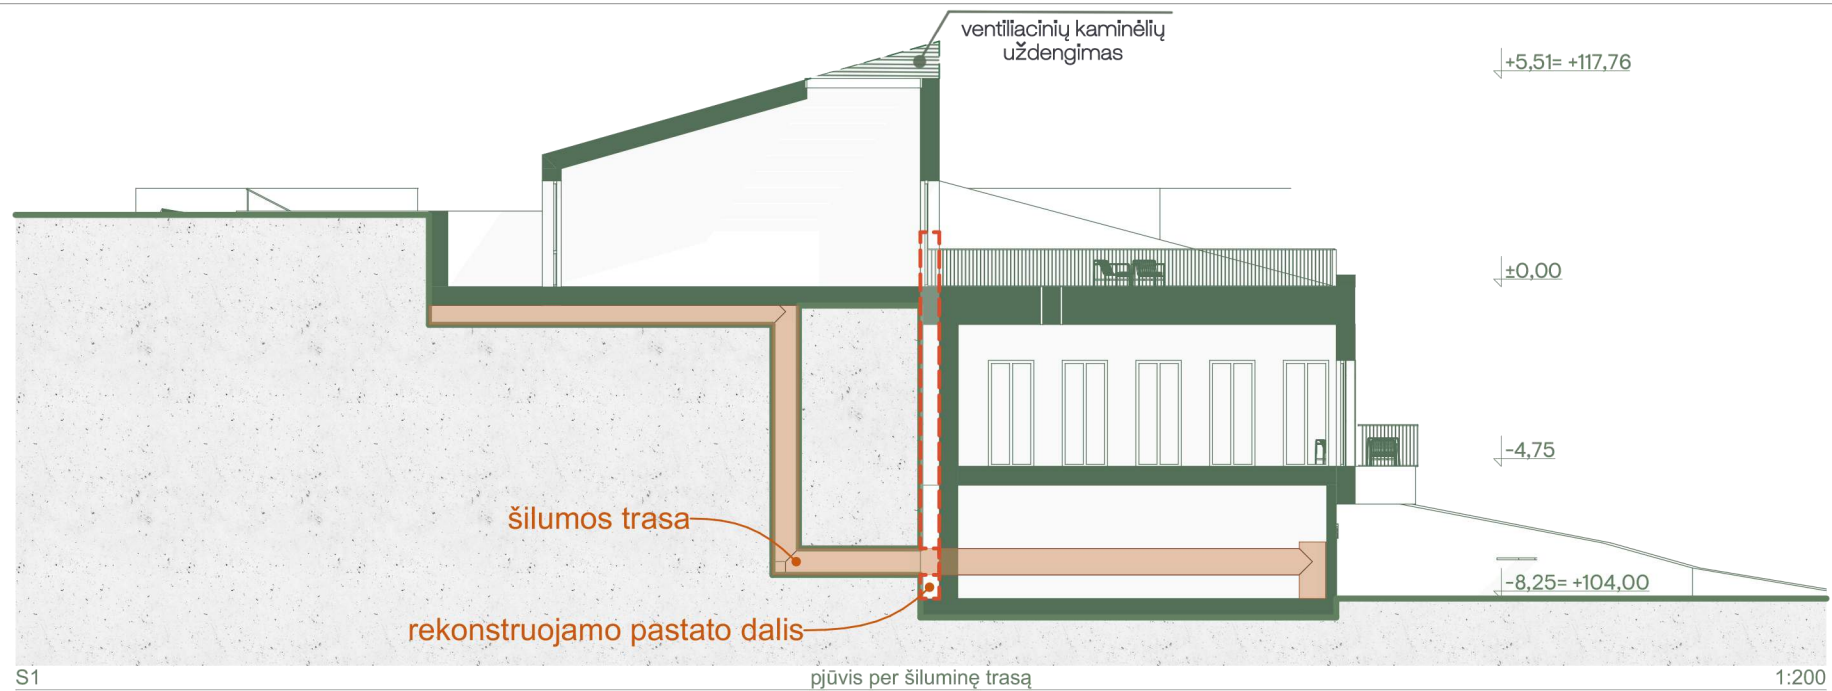 ventiliacinių kaminėlių
uždengimas
+5,51= +117,76
±0,00
-4,75
šilumos trasa
-8,25= +104,00
rekonstruojamo pastato dalis
S1
pjūvis per šiluminę trasą
1:200